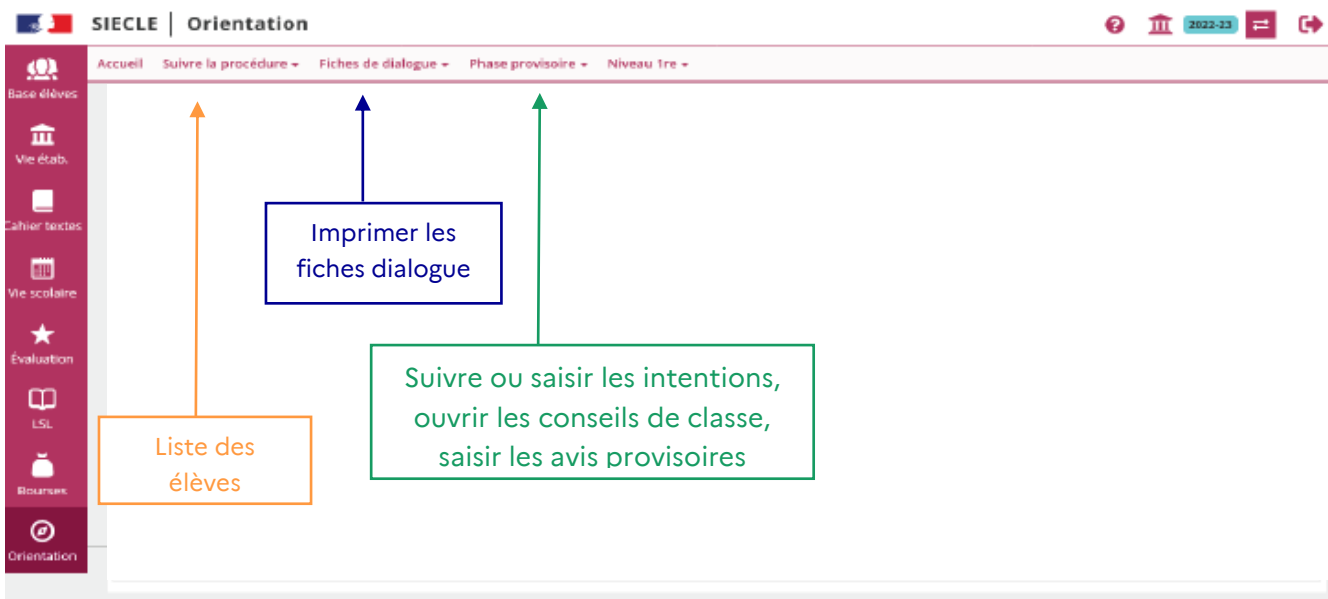 SIECLE | Orientation
2022-23
Accueil Suivre la procédure Fiches de dialogue Phase provisoire Niveau 1re
Base élèves
Vie étab.
Cahier textes
Vie scolaire
Évaluation
LSL
Bourses
Orientation
Imprimer les
fiches dialogue
Suivre ou saisir les intentions,
ouvrir les conseils de classe,
saisir les avis provisoires
Liste des
élèves